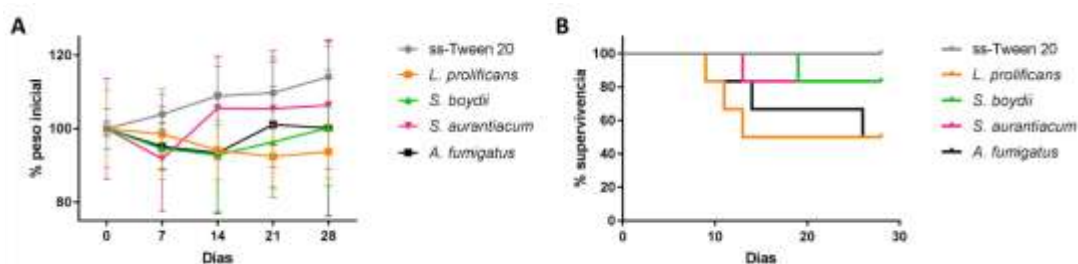 A
% peso inicial
120
100
80
0 7 14 21 28
Días
ss-Tween 20
L. prolificans
S. boydii
S. aurantiacum
A. fumigatus
B
% supervivencia
100
80
60
40
20
0
0 10 20 30
Días
ss-Tween 20
L. prolificans
S. boydii
S. aurantiacum
A. fumigatus